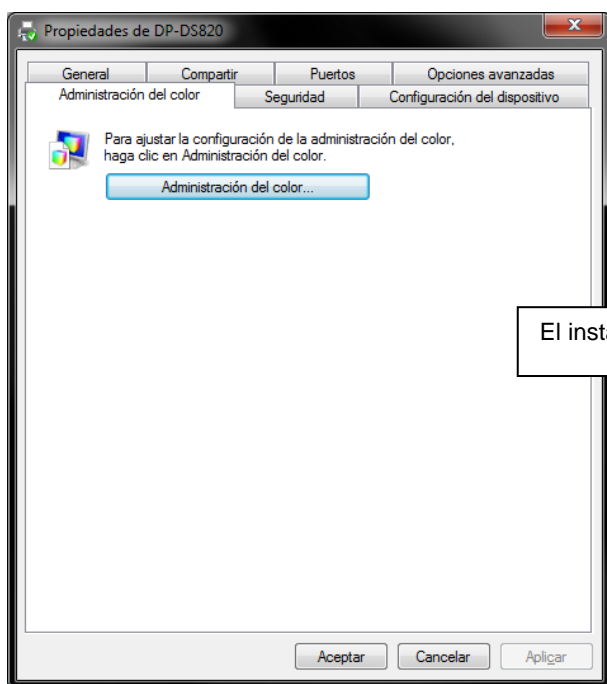 Propiedades de DP-DS820
General Compartir Puertos Opciones avanzadas
Administración del color Seguridad Configuración del dispositivo
Para ajustar la configuración de la administración del color,
haga clic en Administración del color.
Administración del color...
El
Aceptar Cancelar Aplicar